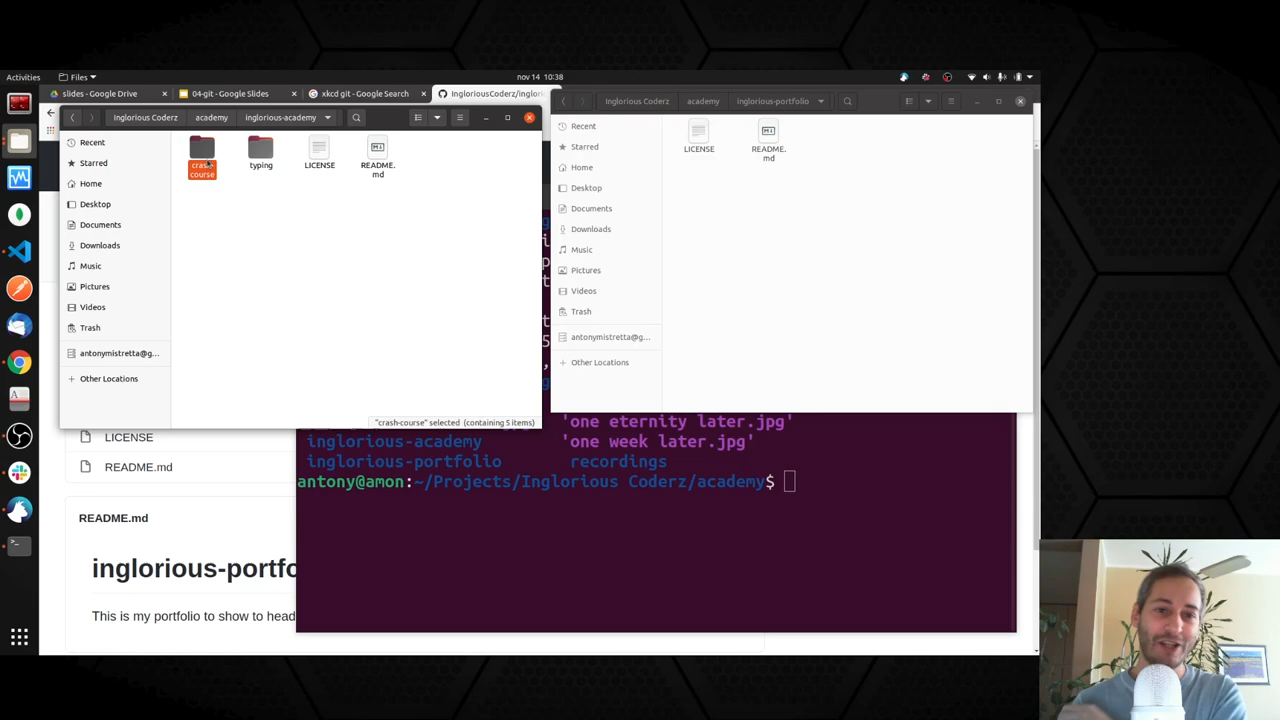 Activities
Files
nov 14 10:38
slides - Google Drive
04-git - Google Slides
xkcd git - Google Search
IngloriousCoderz/inglori
Inglorious Coderz
academy
inglorious-academy
Recent
Starred
Home
Desktop
Documents
Downloads
Music
Pictures
Videos
Trash
antonymistretta@g...
Other Locations
crash-
course
typing
LICENSE
README.
md
"crash-course" selected (containing 5 items)
Inglorious Coderz
academy
inglorious-portfolio
Recent
Starred
Home
Desktop
Documents
Downloads
Music
Pictures
Videos
Trash
antonymistretta@g...
Other Locations
LICENSE
README.
md
'one eternity later.jpg'
inglorious-academy 'one week later.jpg'
inglorious-portfolio recordings
antony@amon:~/Projects/Inglorious Coderz/academy$
LICENSE
README.md
README.md
inglorious-portfo
This is my portfolio to show to head